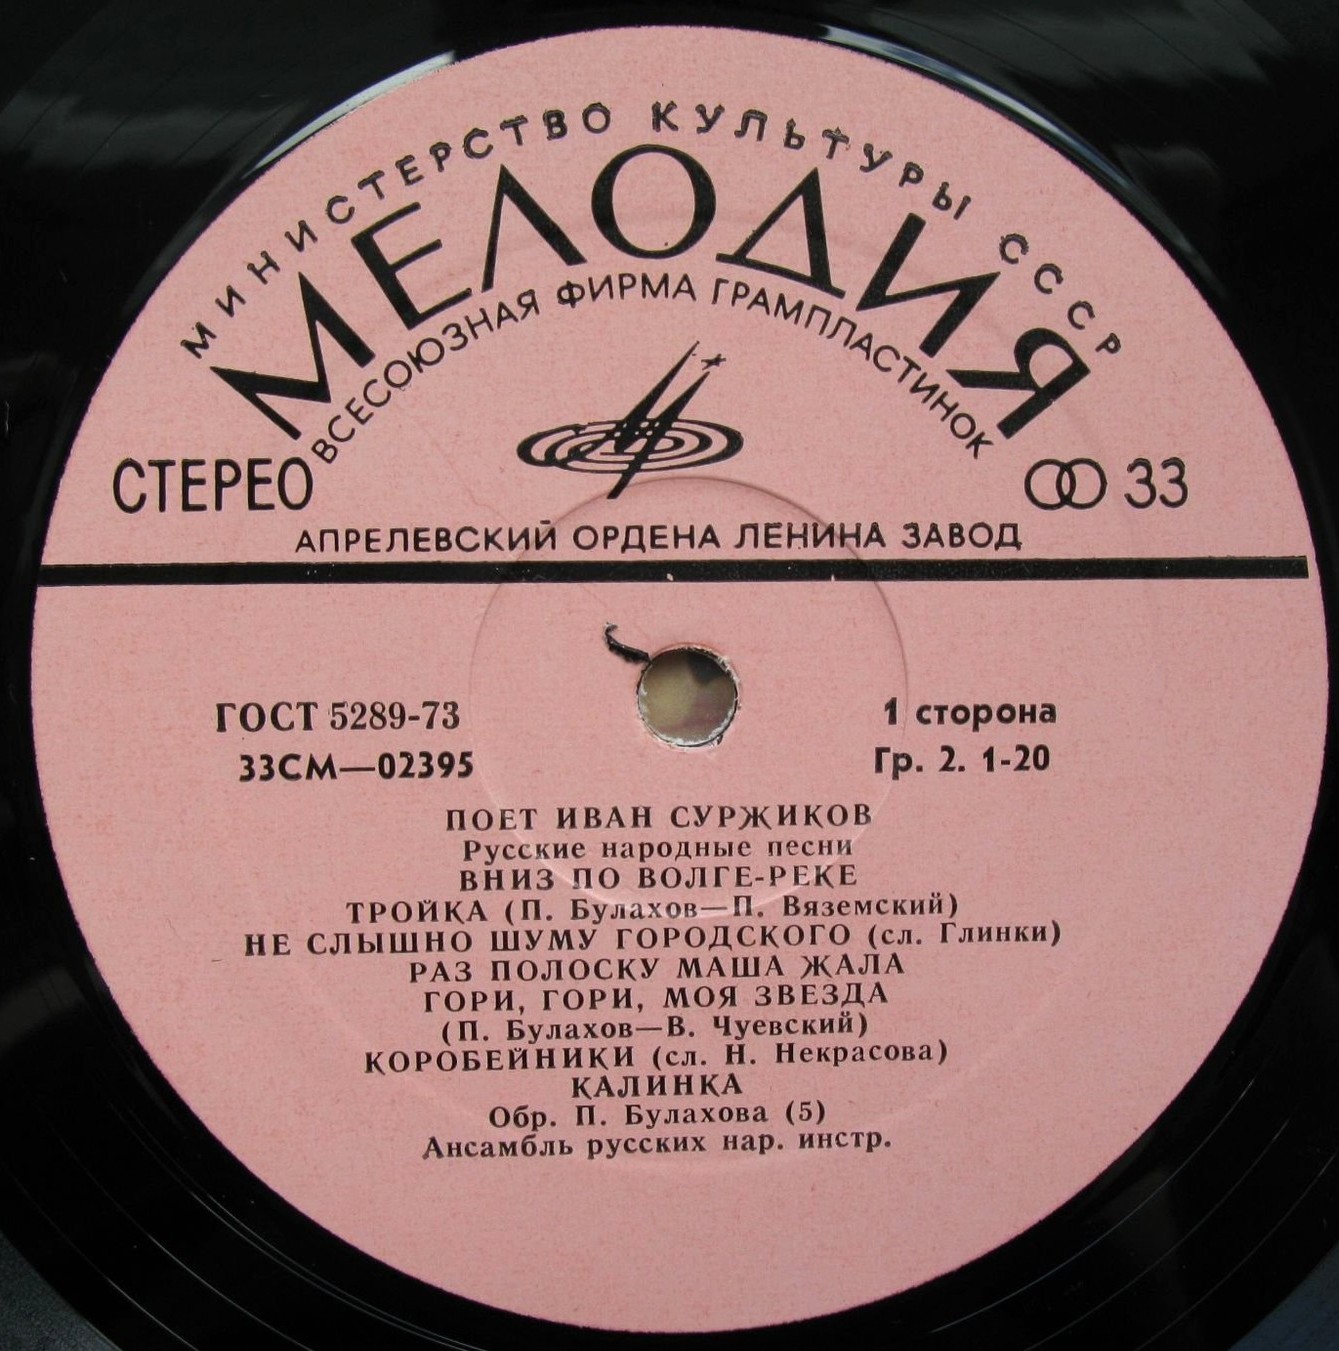 МИНИСТЕРСТВО КУЛЬТУРЫ СССР
МЕЛОДИЯ
ВСЕСОЮЗНАЯ ФИРМА ГРАМПЛАСТИНОК
СТЕРЕО
33
АПРЕЛЕВСКИЙ ОРДЕНА ЛЕНИНА ЗАВОД
ГОСТ 5289-73
1 сторона
33СМ—02395
Гр. 2. 1-20
ПОЕТ ИВАН СУРЖИКОВ
Русские народные песни
ВНИЗ ПО ВОЛГЕ-РЕКЕ
ТРОЙКА (П. Булахов—П. Вяземский)
НЕ СЛЫШНО ШУМУ ГОРОДСКОГО (сл. Глинки)
РАЗ ПОЛОСКУ МАША ЖАЛА
ГОРИ, ГОРИ, МОЯ ЗВЕЗДА
(П. Булахов—В. Чуевский)
КОРОБЕЙНИКИ (сл. Н. Некрасова)
КАЛИНКА
Обр. П. Булахова (5)
Ансамбль русских нар. инстр.